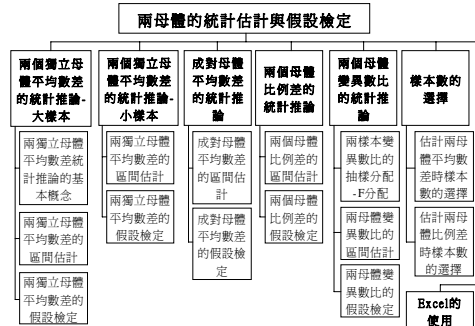 兩母體的統計估計與假設檢定
兩個獨立母
體平均數差
的統計推論-
大樣本
兩獨立母體
平均數差統
計推論的基
本概念
兩獨立母體
平均數差的
區間估計
兩獨立母體
平均數差的
假設檢定
兩個獨立母
體平均數差
的統計推論-
小樣本
兩獨立母體
平均數差的
區間估計
兩獨立母體
平均數差的
假設檢定
成對母體
平均數差
的統計推
論
成對母體平
均數差的區
間估計
成對母體平
均數差的假
設檢定
兩個母體
比例差的
統計推論
兩個母體
比例差的
區間估計
兩個母體
比例差的
假設檢定
兩個母體
變異數比
的統計推
論
兩樣本變
異數比的
抽樣分配
-F分配
兩母體變
異數比的
區間估計
兩母體變
異數比的
假設檢定
樣本數的
選擇
估計兩母
體平均數
差時樣本
數的選擇
估計兩母
體比例差
時樣本數
的選擇
Excel的
使用